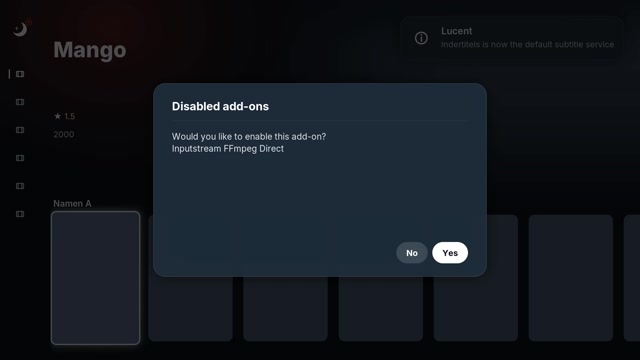 Lucent
Indertitels is now the default subtitle service
Mango
Disabled add-ons
Would you like to enable this add-on?
Inputstream FFmpeg Direct
★ 1.5
2000
Namen A
No
Yes